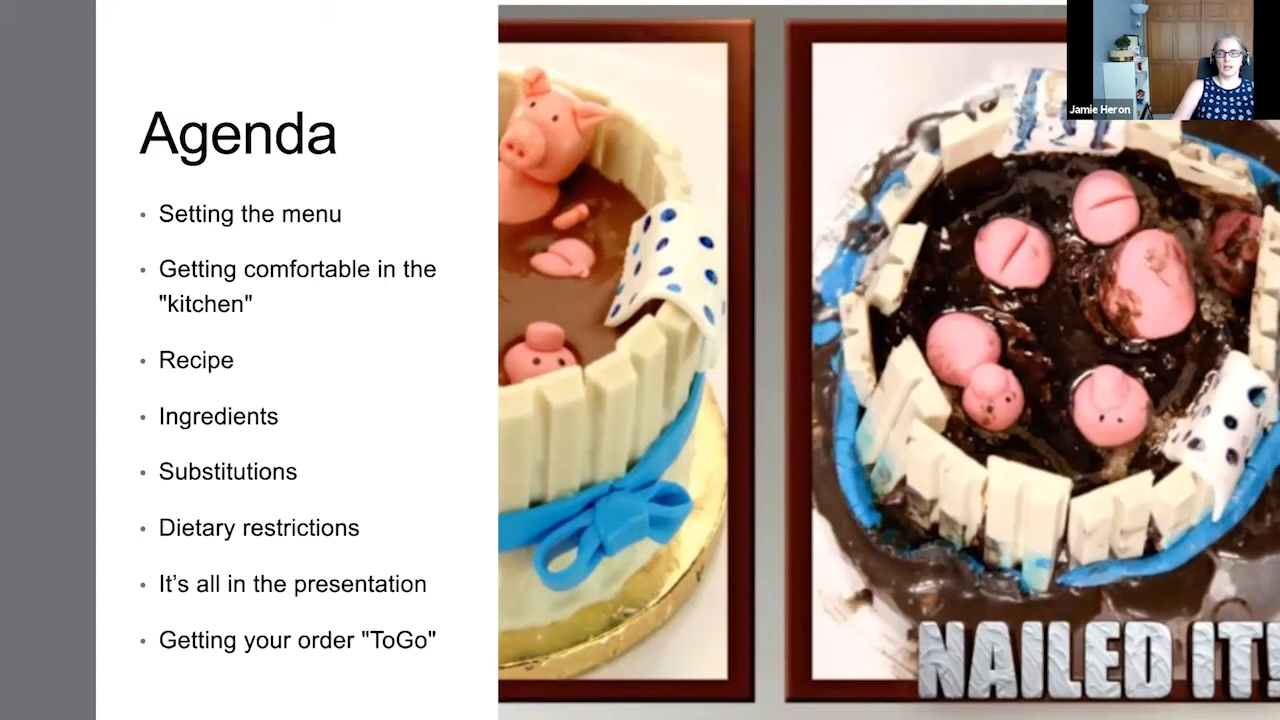 Agenda
Setting the menu
Getting comfortable in the
"kitchen"
Recipe
Ingredients
Substitutions
Dietary restrictions
It’s all in the presentation
Getting your order "ToGo"
Jamie Heron
NAILED IT!